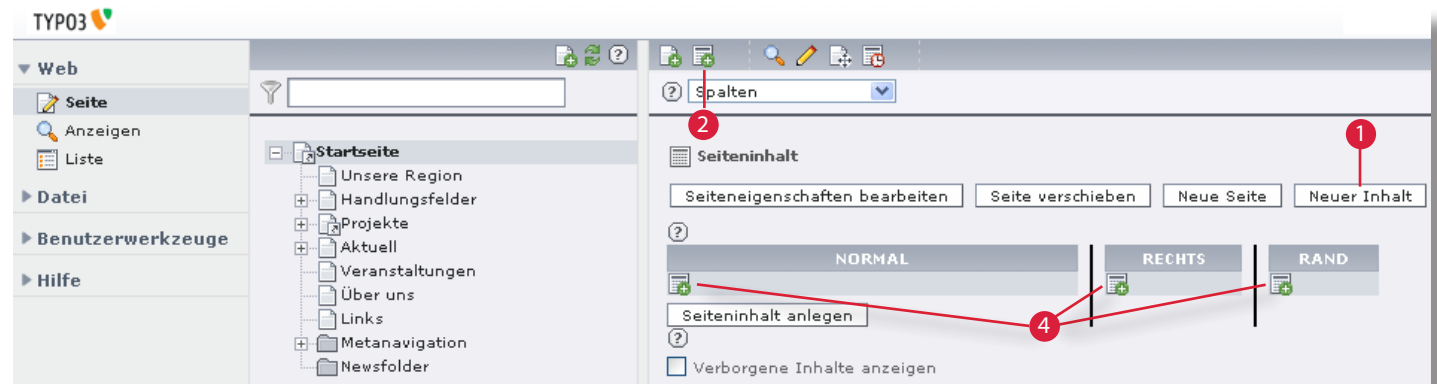 TYPO3
Web
Seite
Anzeigen
Liste
Datei
Benutzerwerkzeuge
Hilfe
?
Startseite
Unsere Region
Handlungsfelder
Projekte
Aktuell
Veranstaltungen
Über uns
Links
Metanavigation
Newsfolder
? Spalten
2
1
Seiteninhalt
Seiteneigenschaften bearbeiten Seite verschieben Neue Seite Neuer Inhalt
?
NORMAL RECHTS RAND
4
Seiteninhalt anlegen
?
Verborgene Inhalte anzeigen